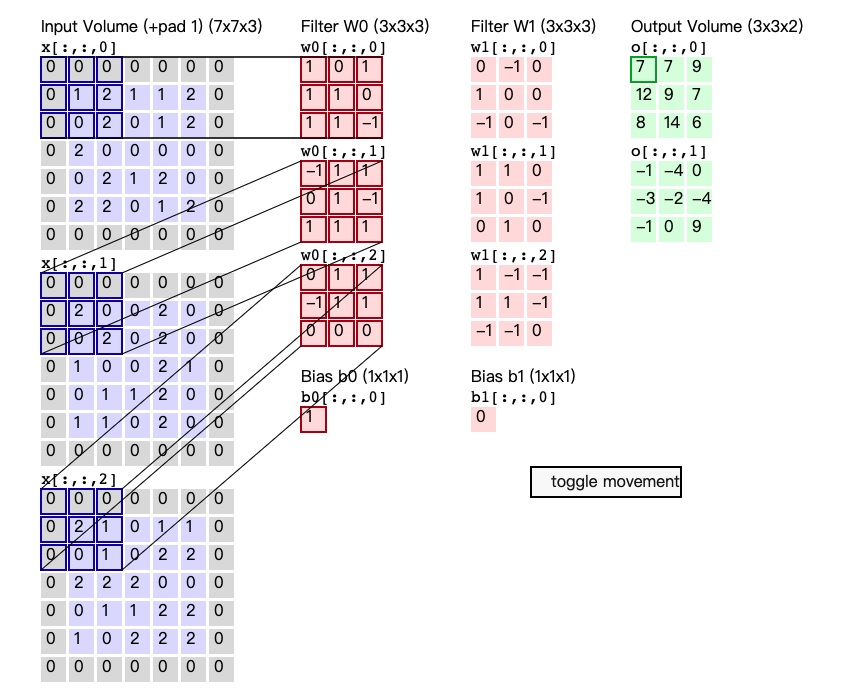 Input Volume (+pad 1) (7x7x3)
x[:,:,0]
0 0 0 0 0 0 0
0 1 2 1 1 2 0
0 0 2 0 1 2 0
0 2 0 0 0 0 0
0 0 2 1 2 0 0
0 2 2 0 1 2 0
0 0 0 0 0 0 0
x[:,:,1]
0 0 0 0 0 0 0
0 2 0 0 2 0 0
0 0 2 0 2 0 0
0 1 0 0 2 1 0
0 0 1 1 2 0 0
0 1 1 0 2 0 0
0 0 0 0 0 0 0
x[:,:,2]
0 0 0 0 0 0 0
0 2 1 0 1 1 0
0 0 1 0 2 2 0
0 2 2 2 0 0 0
0 0 1 1 2 2 0
0 1 0 2 2 2 0
0 0 0 0 0 0 0
Filter W0 (3x3x3)
w0[:,:,0]
1 0 1
1 1 0
1 1 –1
w0[:,:,1]
–1 1 1
0 1 –1
1 1 1
w0[:,:,2]
0 1 1
–1 1 1
0 0 0
Bias b0 (1x1x1)
b0[:,:,0]
1
Filter W1 (3x3x3)
w1[:,:,0]
0 –1 0
1 0 0
–1 0 –1
w1[:,:,1]
1 1 0
1 0 –1
0 1 0
w1[:,:,2]
1 –1 –1
1 1 –1
–1 –1 0
Bias b1 (1x1x1)
b1[:,:,0]
0
Output Volume (3x3x2)
o[:,:,0]
7 7 9
12 9 7
8 14 6
o[:,:,1]
–1 –4 0
–3 –2 –4
–1 0 9
toggle movement